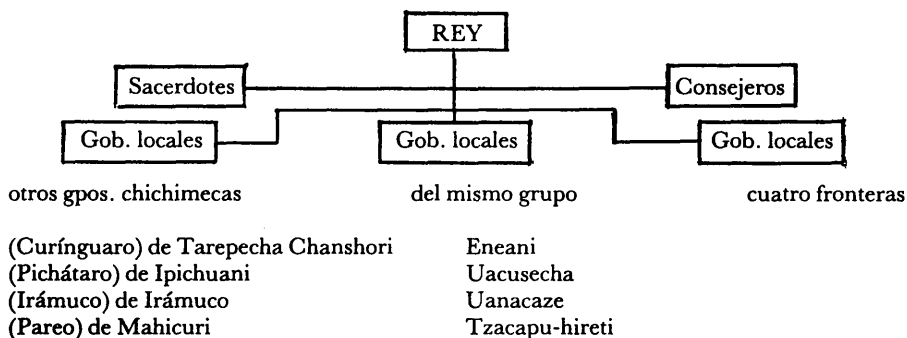 REY
Sacerdotes Consejeros
Gob. locales Gob. locales Gob. locales
otros gpos. chichimecas del mismo grupo cuatro fronteras
(Curínguaro) de Tarepecha Chanshori Eneani
(Pichátaro) de Ipichuani Uacusecha
(Irámuco) de Irámuco Uanacaze
(Pareo) de Mahicuri Tzacapu-hireti